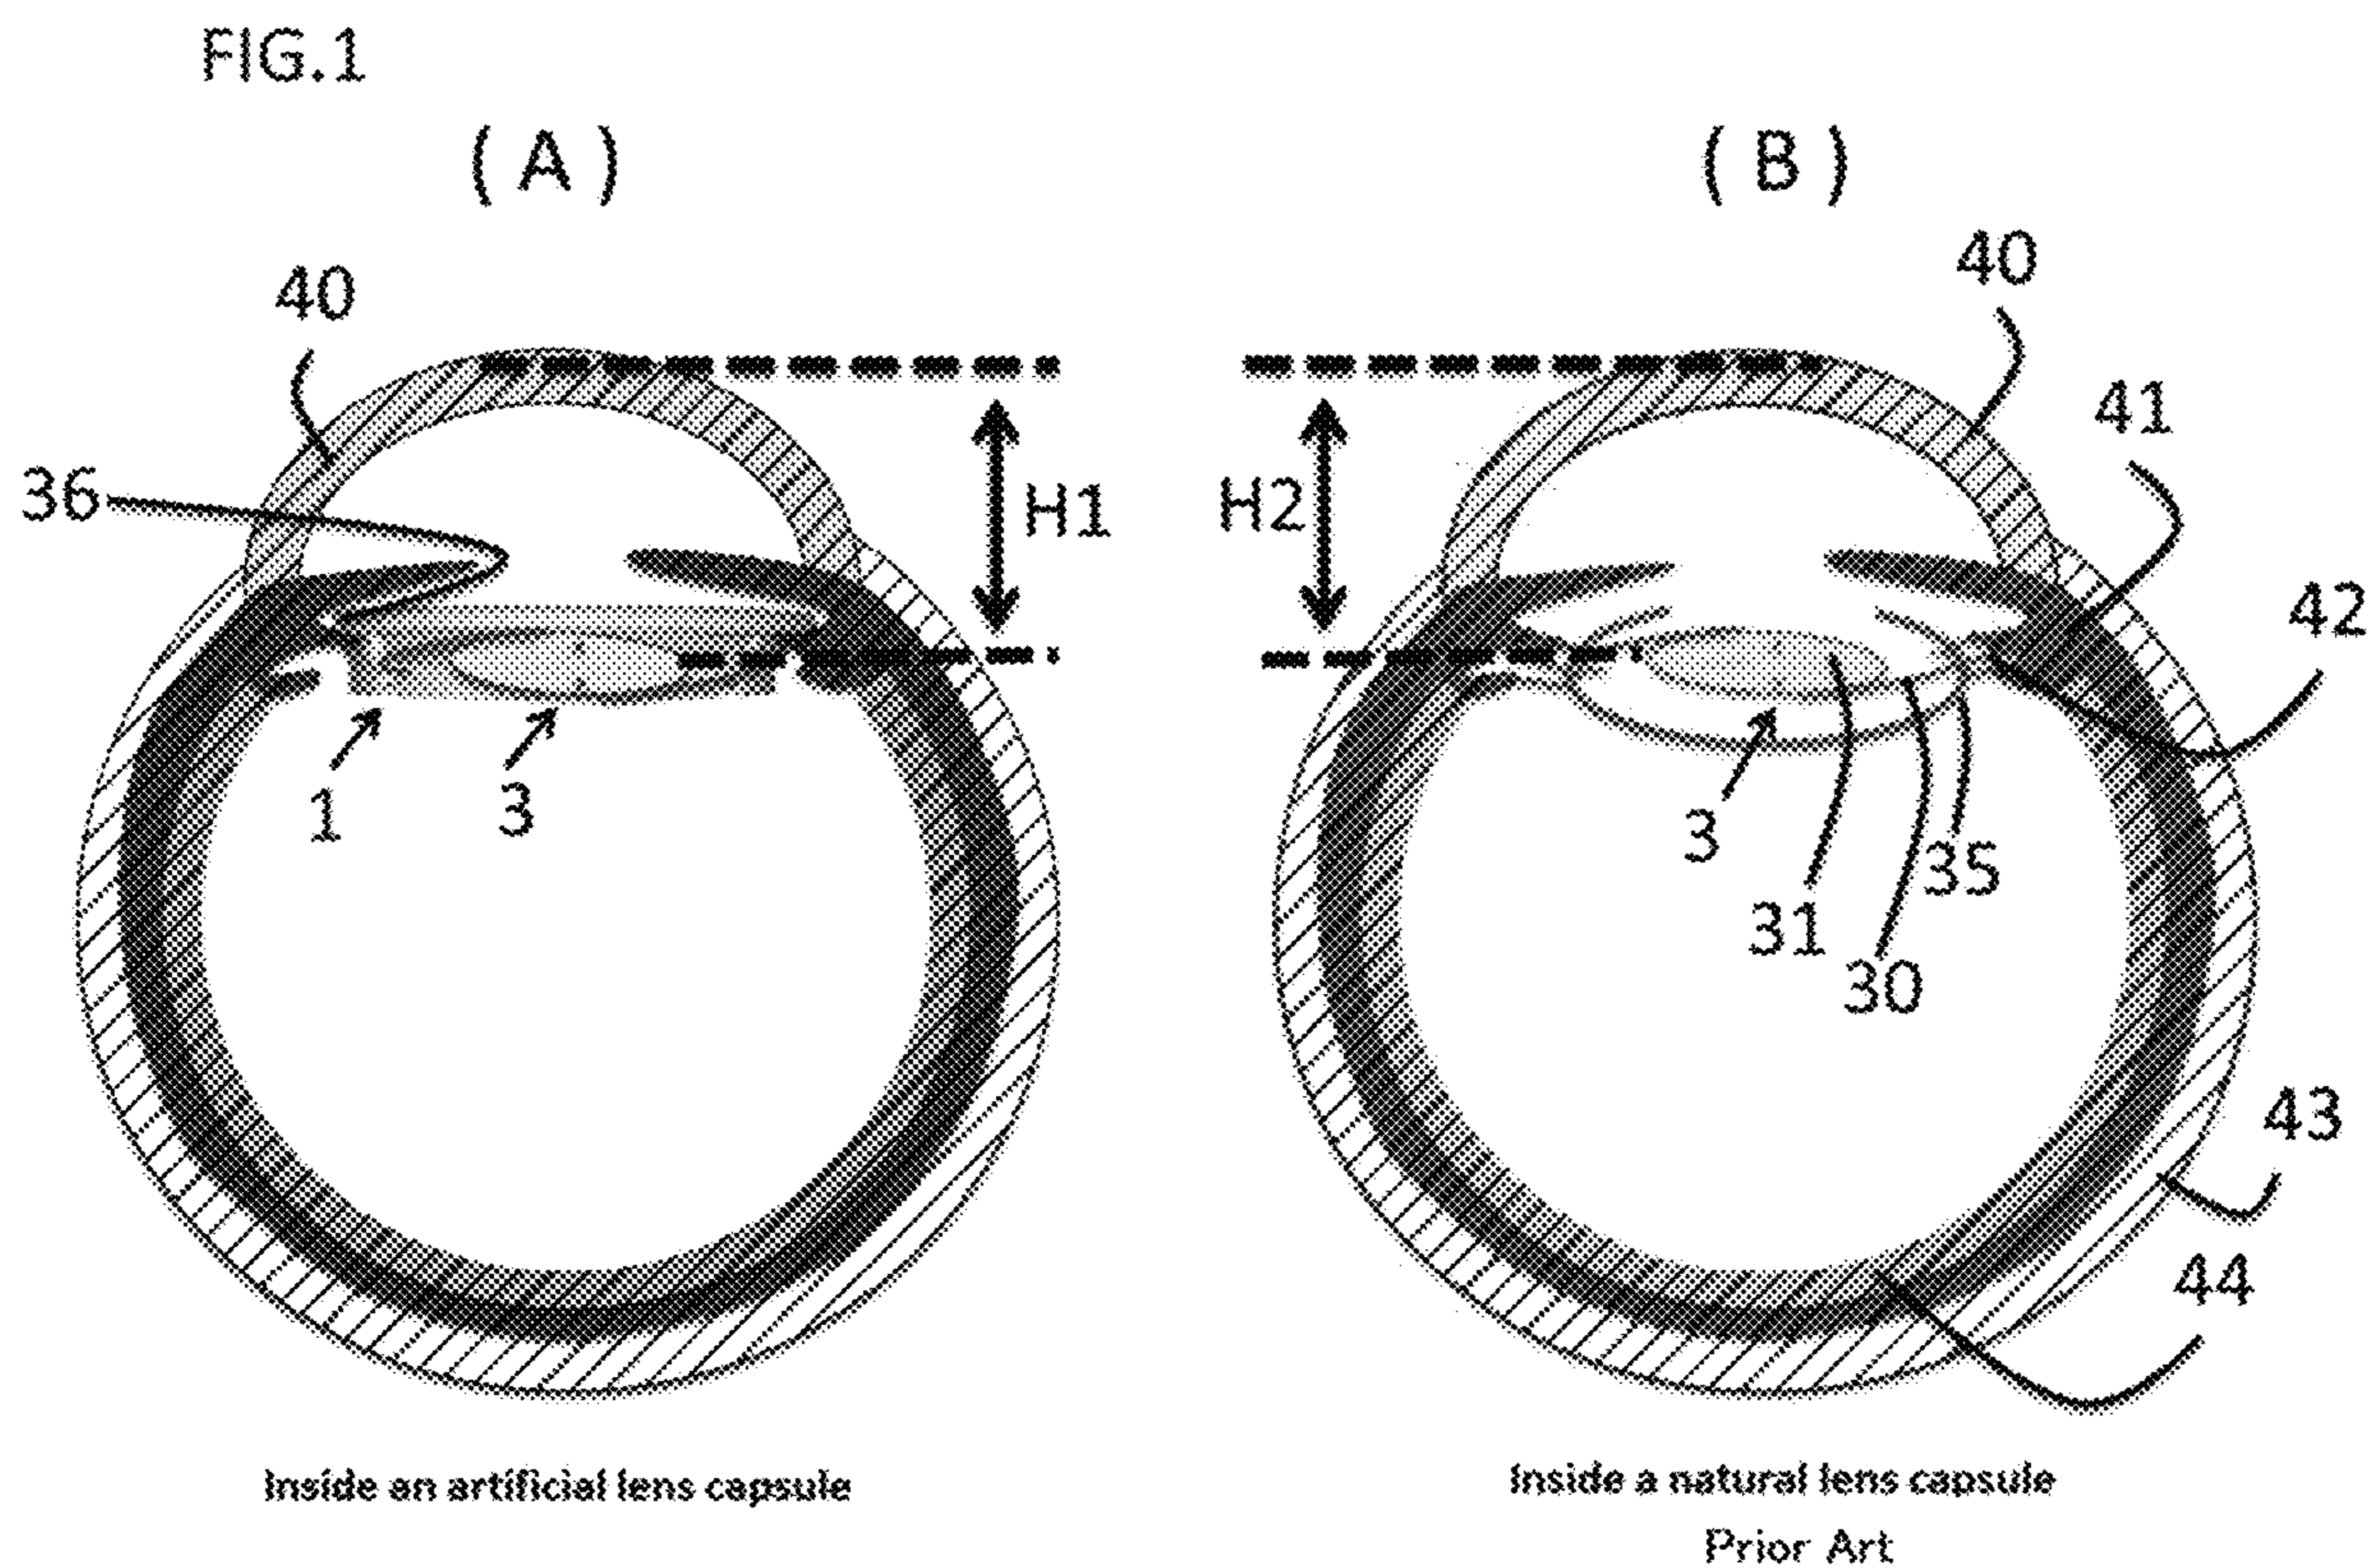 FIG.1
( A )
( B )
40
40
36
H1
H2
41
42
1
3
3
31
30
35
43
44
Inside an artificial lens capsule
Inside a natural lens capsule
Prior Art